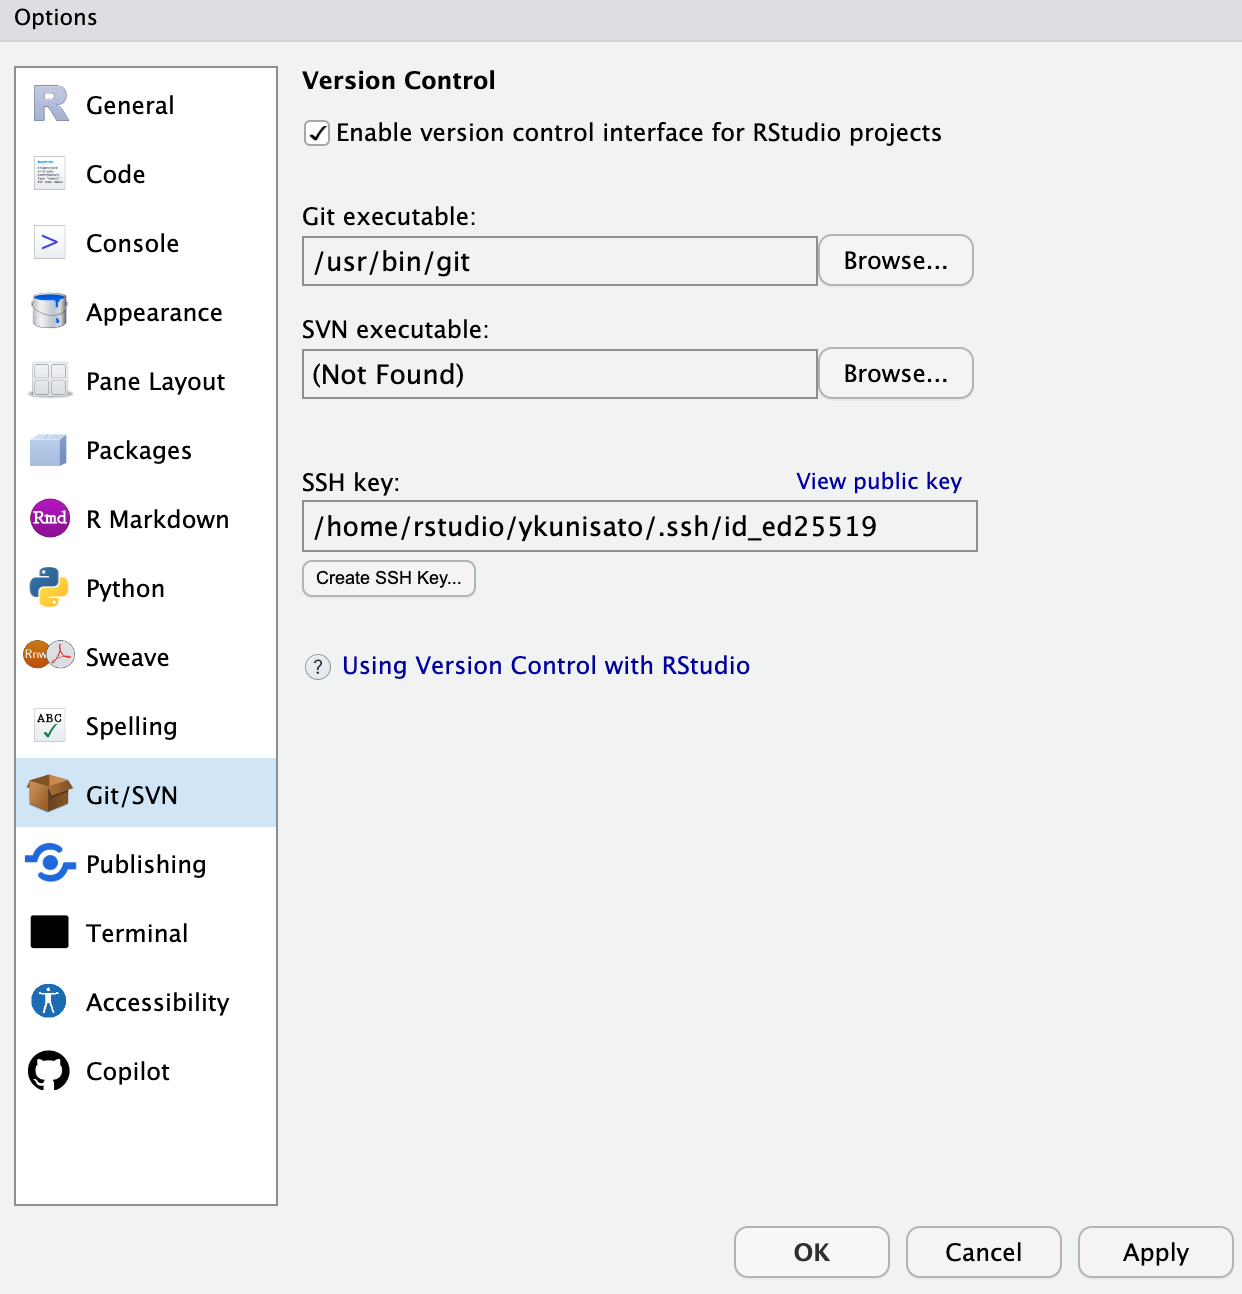 Options
General
Code
Console
Appearance
Pane Layout
Packages
Rmd
R Markdown
Python
Rnw
Sweave
ABC
Spelling
Git/SVN
Publishing
Terminal
Accessibility
Copilot
Version Control
Enable version control interface for RStudio projects
Git executable:
/usr/bin/git
Browse...
SVN executable:
(Not Found)
Browse...
SSH key:
View public key
/home/rstudio/ykunisato/.ssh/id_ed25519
Create SSH Key...
? Using Version Control with RStudio
OK
Cancel
Apply